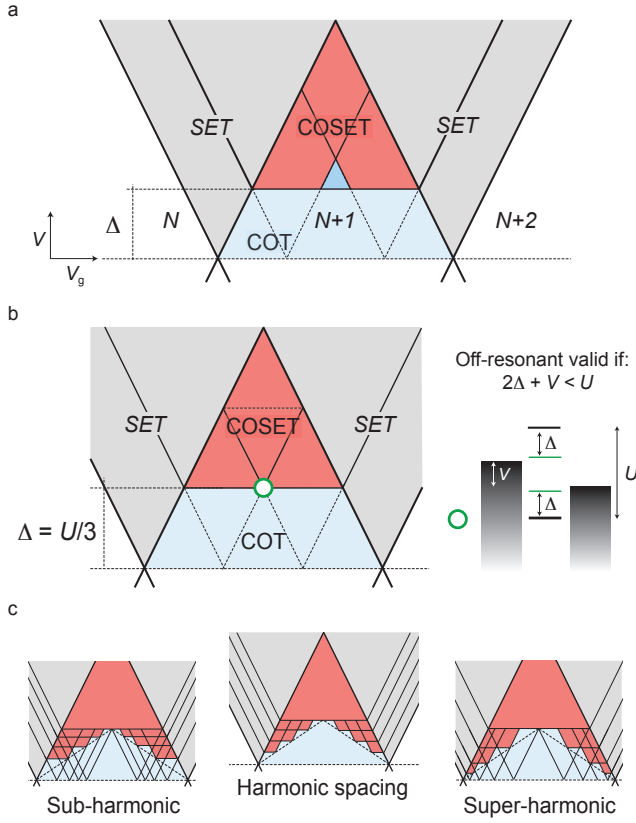 a
SET
COSET
SET
Δ
N
N+1
N+2
COT
V
Vg
b
Off-resonant valid if:
2Δ + V < U
SET
COSET
SET
Δ
V
U
Δ = U/3
Δ
COT
c
Sub-harmonic
Harmonic spacing
Super-harmonic